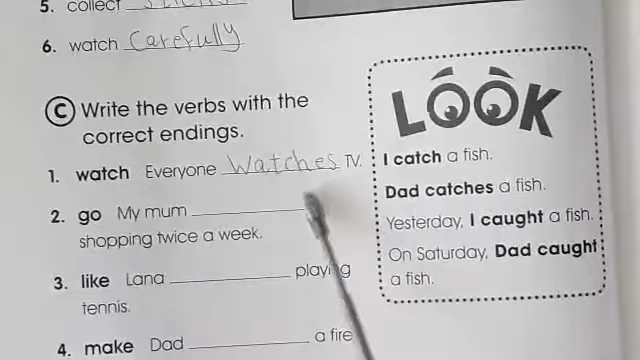 5. collect
6. watch carefully
C Write the verbs with the
correct endings.
1. watch Everyone watches TV.
2. go My mum
shopping twice a week.
3. like Lana playing
tennis.
4. make Dad a fire
LOOK
I catch a fish.
Dad catches a fish.
Yesterday, I caught a fish.
On Saturday, Dad caught
a fish.